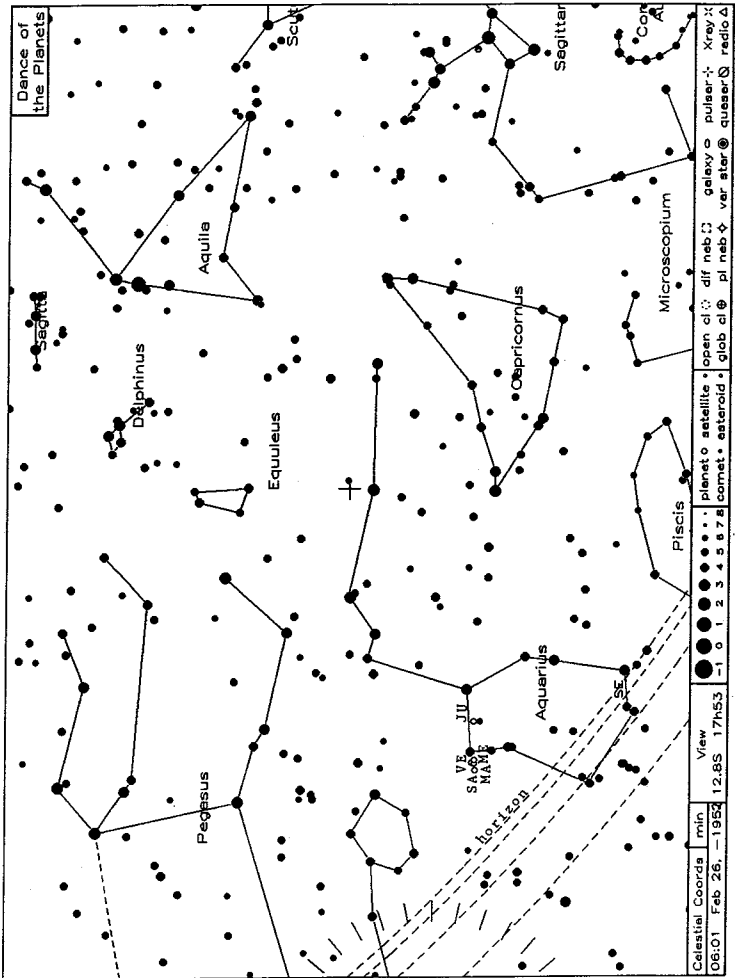 Dance of
the Planets
Scut
Sagittar
Cor
Au
Sagitta
Aquila
Delphinus
Equuleus
Capricornus
Microscopium
Piscis
Pegasus
Aquarius
JU
VE
SA
MAME
SE
horizon
Celestial Coords
min
View
06:01 Feb 26, -1952
12.8S 17h53
-1 0 1 2 3 4 5 6 7 8
planet satellite
comet asteroid
open cl dif neb galaxy pulsar Xray
glob cl pl neb var star quasar radio